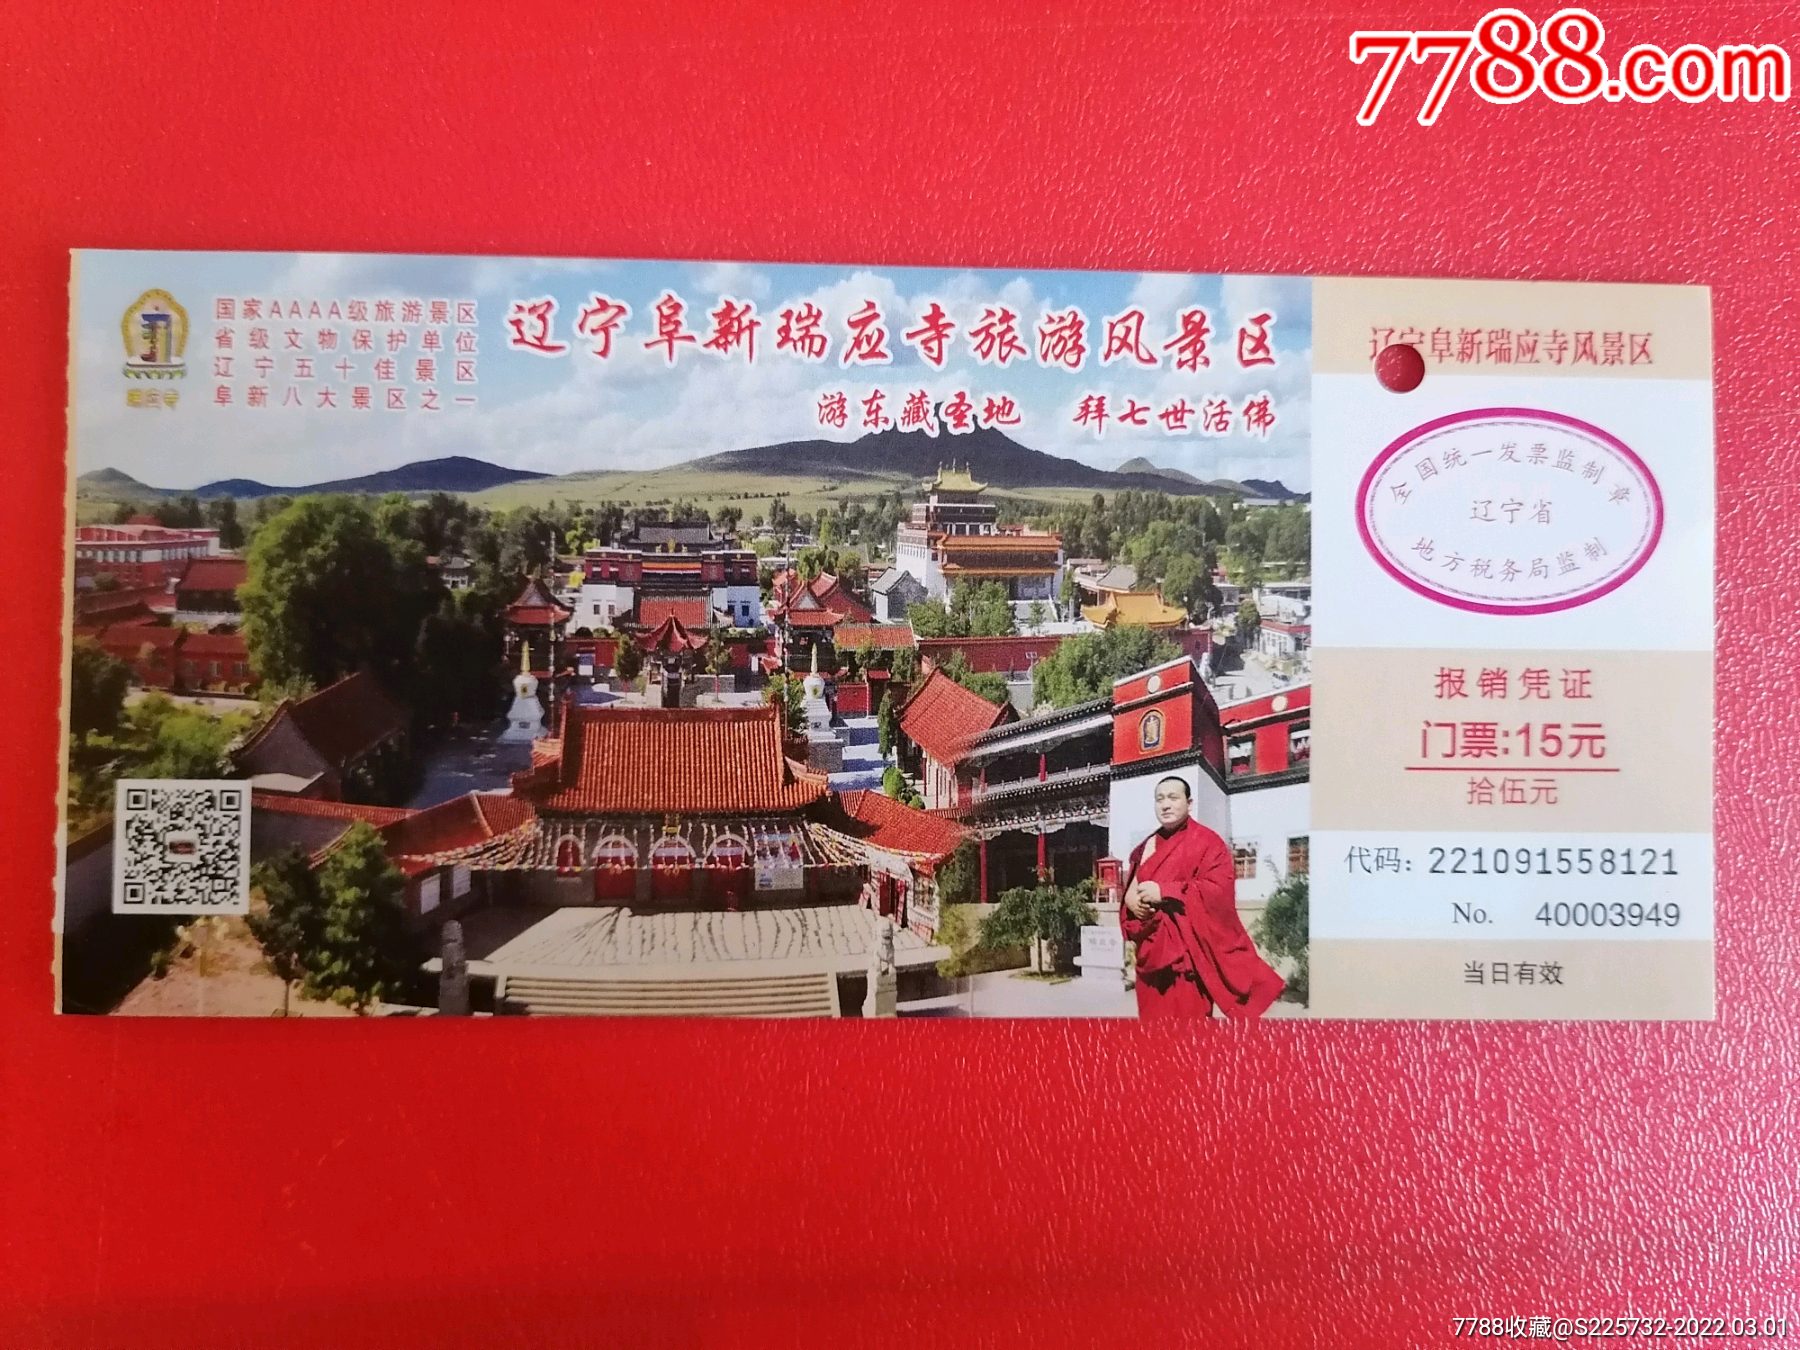 7788.com
国家AAAA级旅游景区
省级文物保护单位
辽宁五十佳景区
阜新八大景区之一
瑞应寺
辽宁阜新瑞应寺旅游风景区
游东藏圣地 拜七世活佛
辽宁阜新瑞应寺风景区
全国统一发票监制章
辽宁省
地方税务局监制
报销凭证
门票:15元
拾伍元
代码: 221091558121
No. 40003949
当日有效
7788收藏@S225732-2022.03.01